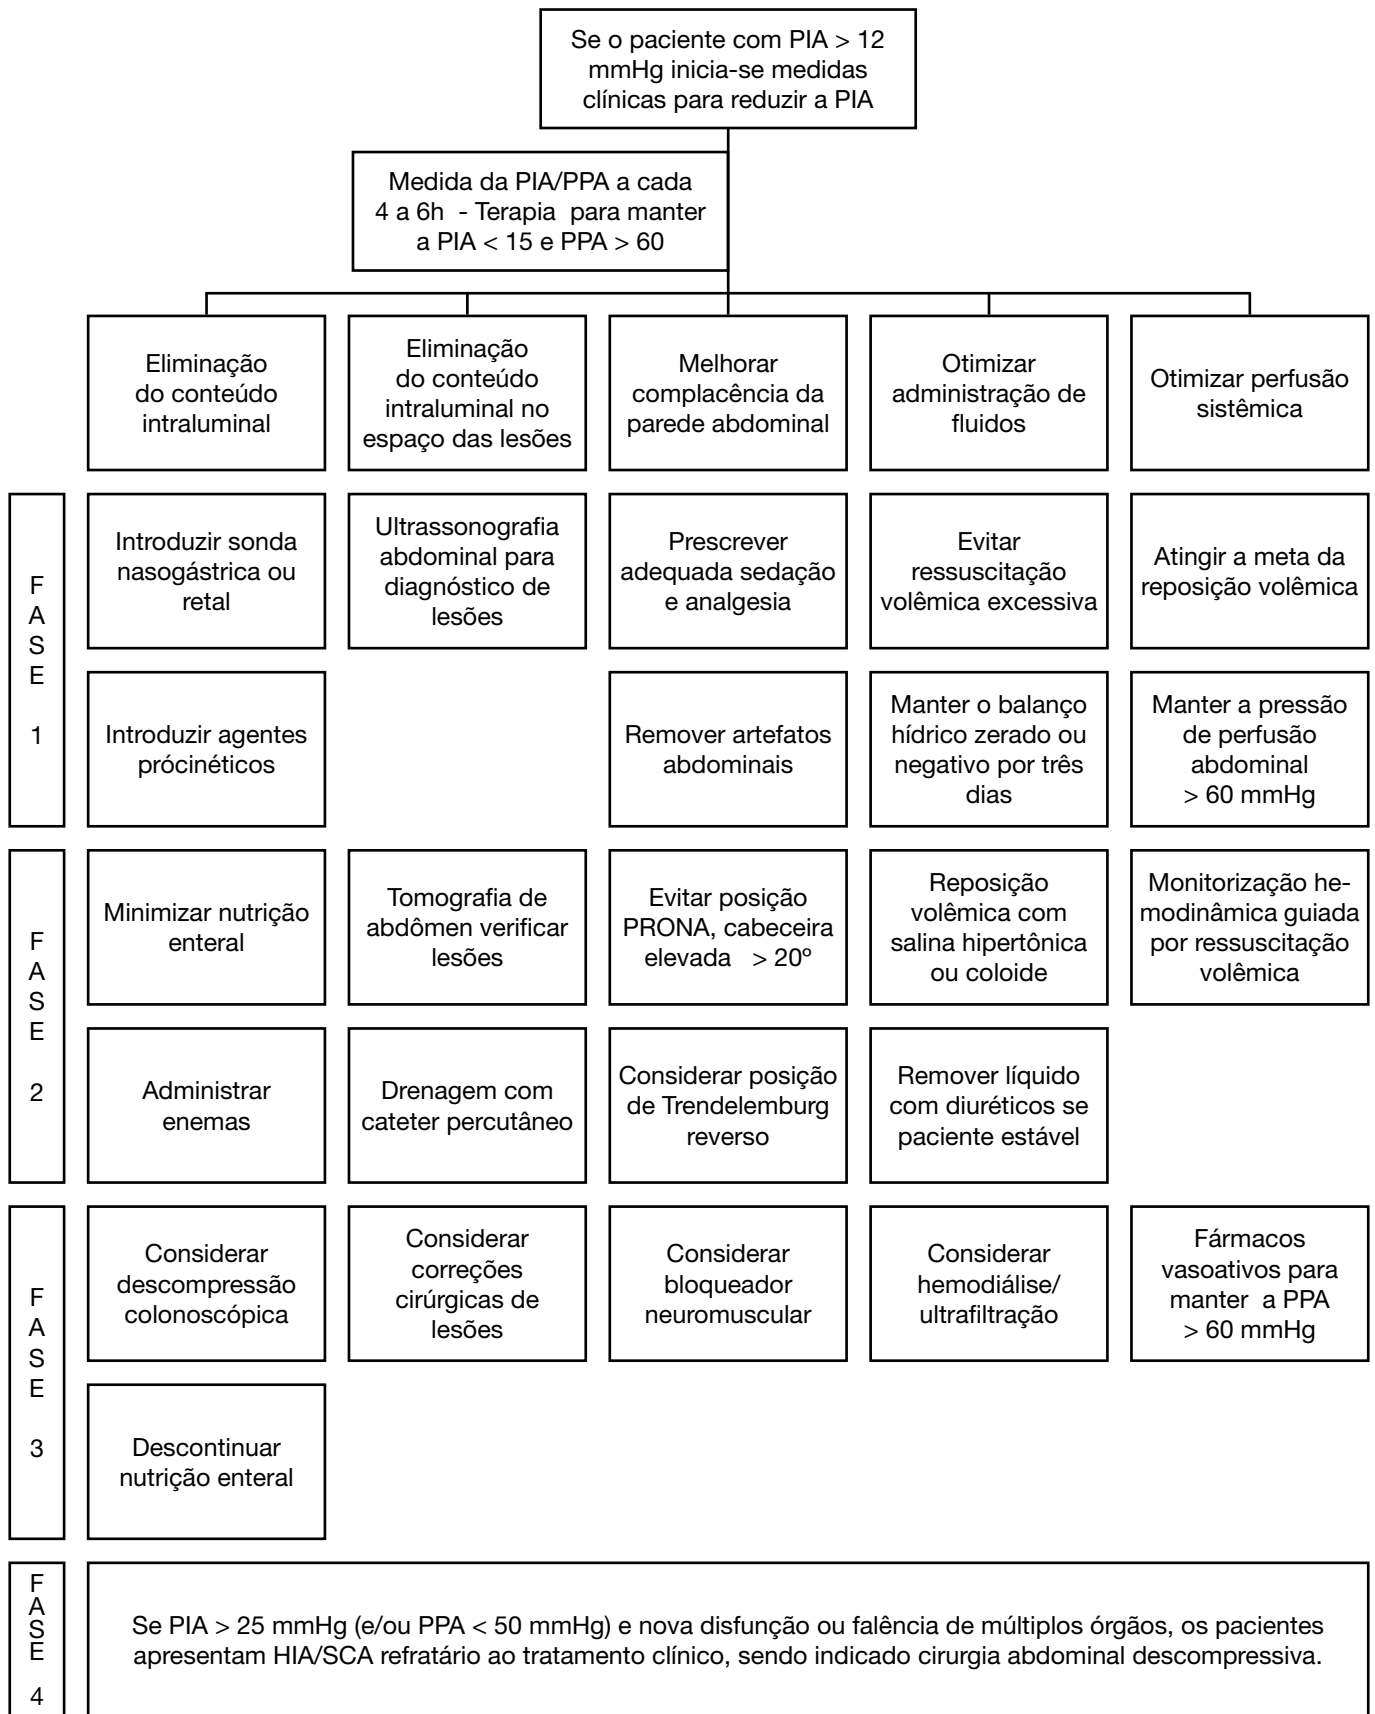 Se o paciente com PIA > 12
mmHg inicia-se medidas
clínicas para reduzir a PIA
Medida da PIA/PPA a cada
4 a 6h - Terapia para manter
a PIA < 15 e PPA > 60
Eliminação
do conteúdo
intraluminal
Eliminação
do conteúdo
intraluminal no
espaço das lesões
Melhorar
complacência da
parede abdominal
Otimizar
administração de
fluidos
Otimizar perfusão
sistêmica
F
A
S
E
1
Introduzir sonda
nasogástrica ou
retal
Ultrassonografia
abdominal para
diagnóstico de
lesões
Prescrever
adequada sedação
e analgesia
Evitar
ressuscitação
volêmica excessiva
Atingir a meta da
reposição volêmica
Introduzir agentes
prócinéticos
Remover artefatos
abdominais
Manter o balanço
hídrico zerado ou
negativo por três
dias
Manter a pressão
de perfusão
abdominal
> 60 mmHg
F
A
S
E
2
Minimizar nutrição
enteral
Tomografia de
abdômen verificar
lesões
Evitar posição
PRONA, cabeceira
elevada > 20º
Reposição
volêmica com
salina hipertônica
ou coloide
Monitorização he-
modinâmica guiada
por ressuscitação
volêmica
Administrar
enemas
Drenagem com
cateter percutâneo
Considerar posição
de Trendelemburg
reverso
Remover líquido
com diuréticos se
paciente estável
F
A
S
E
3
Considerar
descompressão
colonoscópica
Considerar
correções
cirúrgicas de
lesões
Considerar
bloqueador
neuromuscular
Considerar
hemodiálise/
ultrafiltração
Fármacos
vasoativos para
manter a PPA
> 60 mmHg
Descontinuar
nutrição enteral
F
A
S
E
4
Se PIA > 25 mmHg (e/ou PPA < 50 mmHg) e nova disfunção ou falência de múltiplos órgãos, os pacientes
apresentam HIA/SCA refratário ao tratamento clínico, sendo indicado cirurgia abdominal descompressiva.